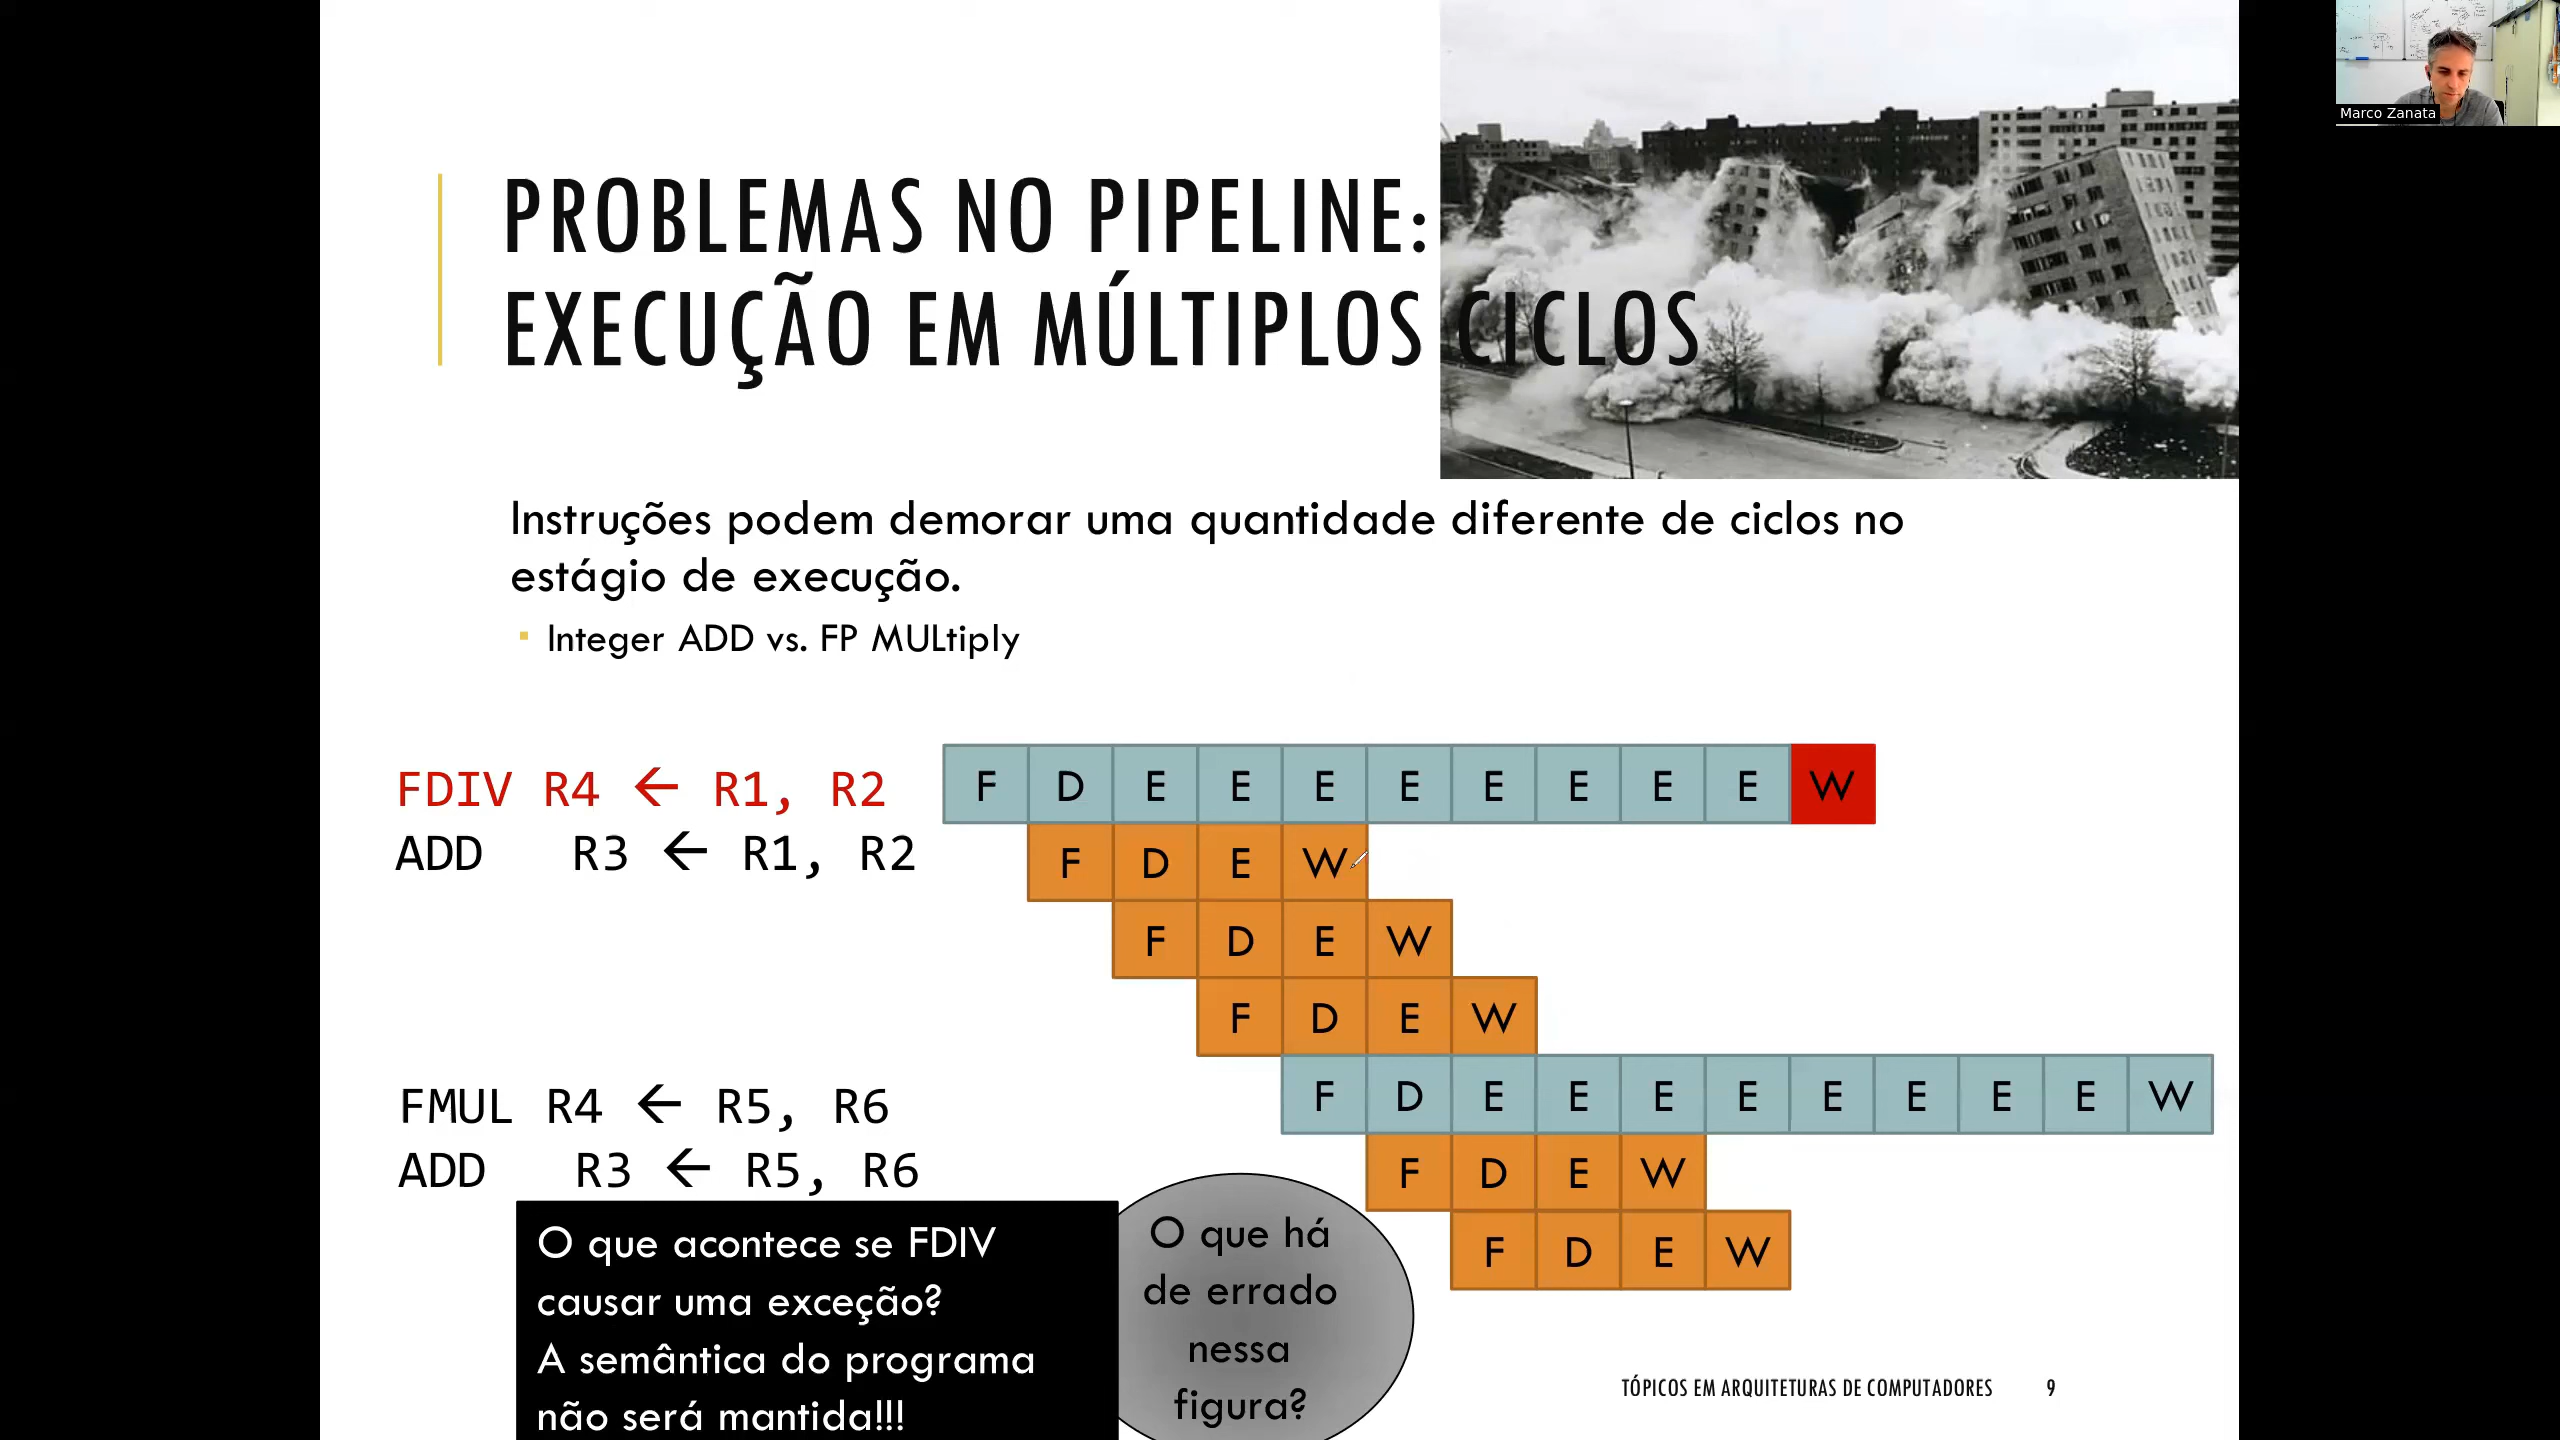 Marco Zanata
PROBLEMAS NO PIPELINE:
EXECUÇÃO EM MÚLTIPLOS CICLOS
Instruções podem demorar uma quantidade diferente de ciclos no
estágio de execução.
▪ Integer ADD vs. FP MULtiply
FDIV R4 ← R1, R2
F D E E E E E E E E W
ADD R3 ← R1, R2
F D E W
F D E W
F D E W
FMUL R4 ← R5, R6
F D E E E E E E E E W
ADD R3 ← R5, R6
F D E W
F D E W
O que acontece se FDIV
causar uma exceção?
A semântica do programa
não será mantida!!!
O que há
de errado
nessa
figura?
TÓPICOS EM ARQUITETURAS DE COMPUTADORES 9